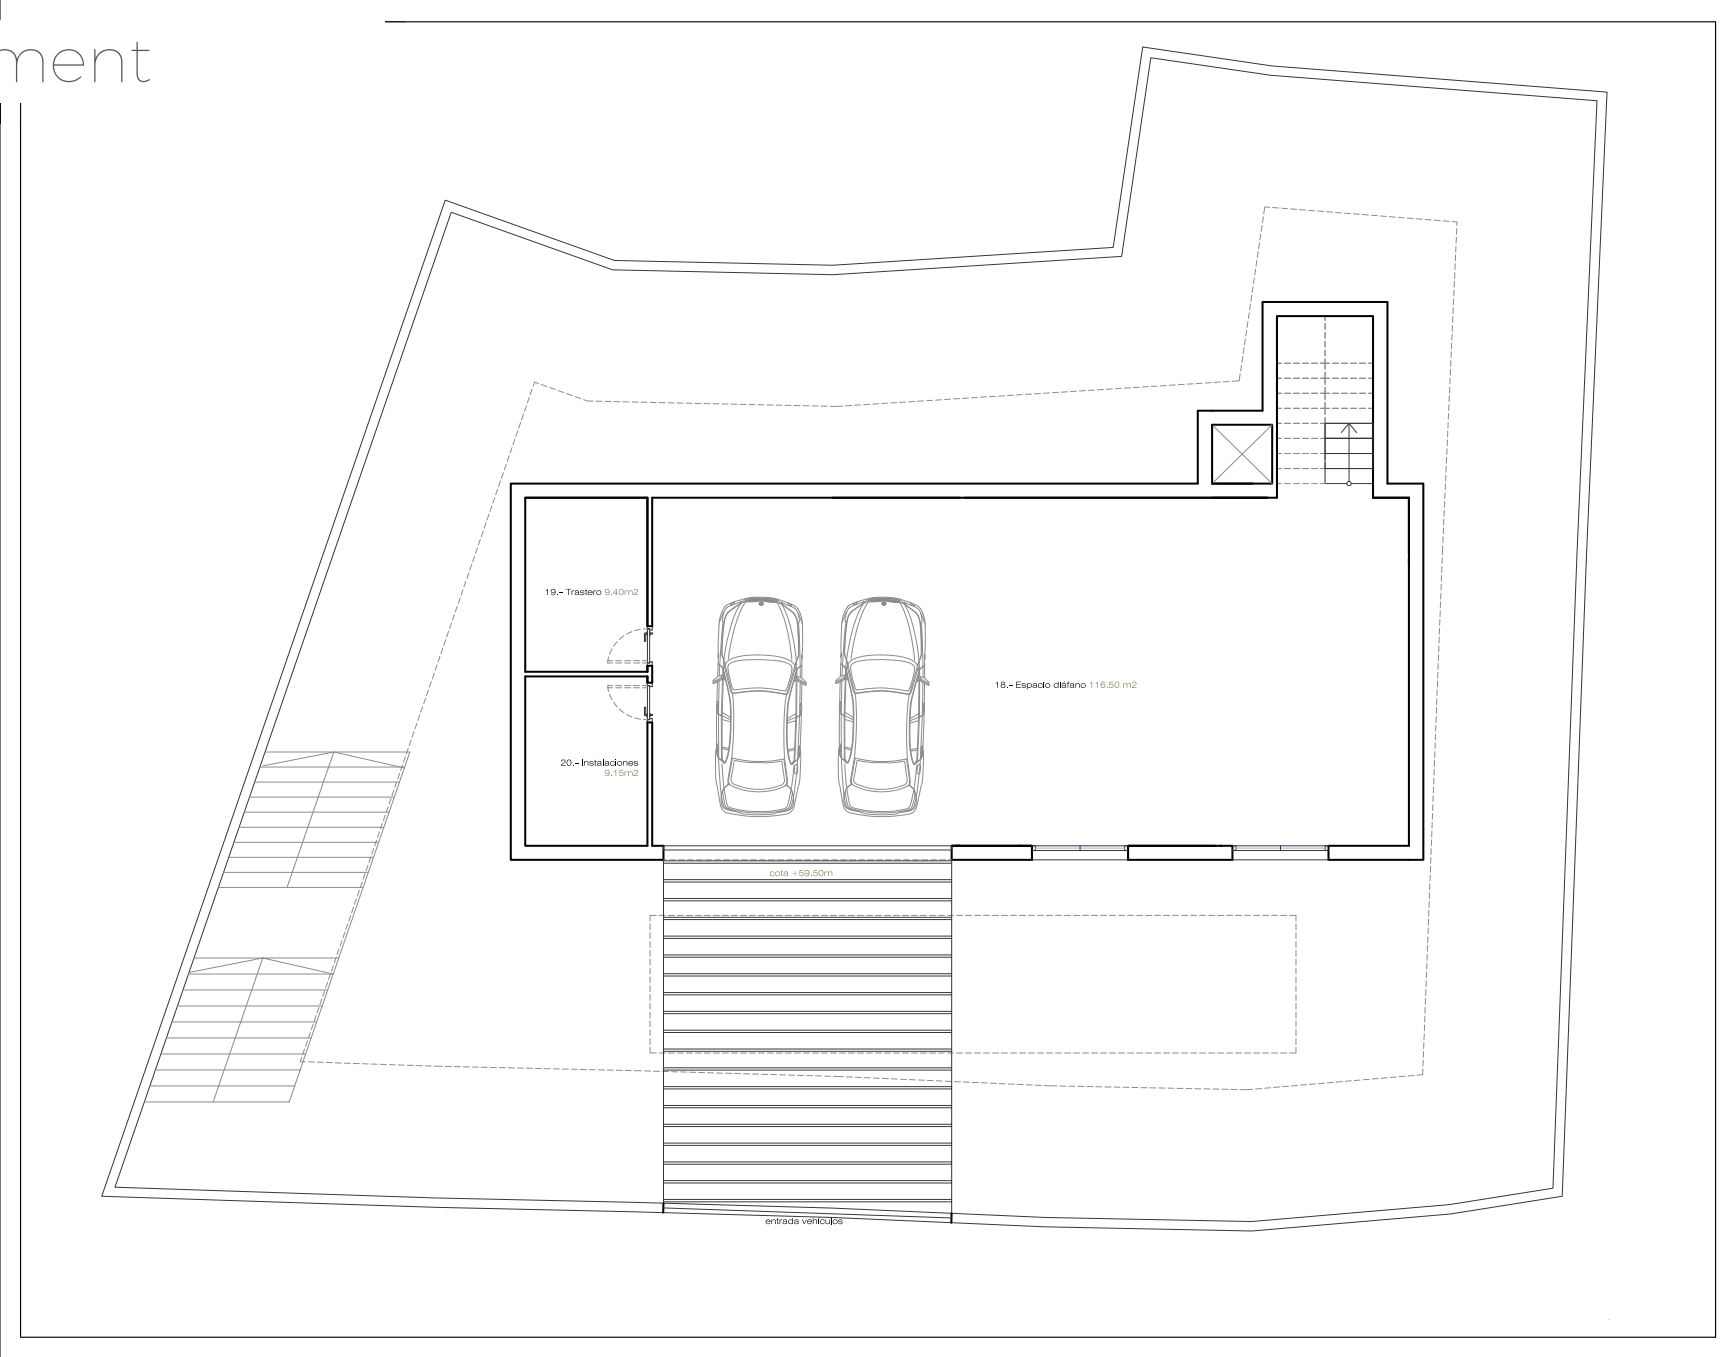 ment
19.- Trastero 9.40m2
18.- Espacio diáfano 116.50 m2
20.- Instalaciones
9.15m2
cota +59.50m
entrada vehículos